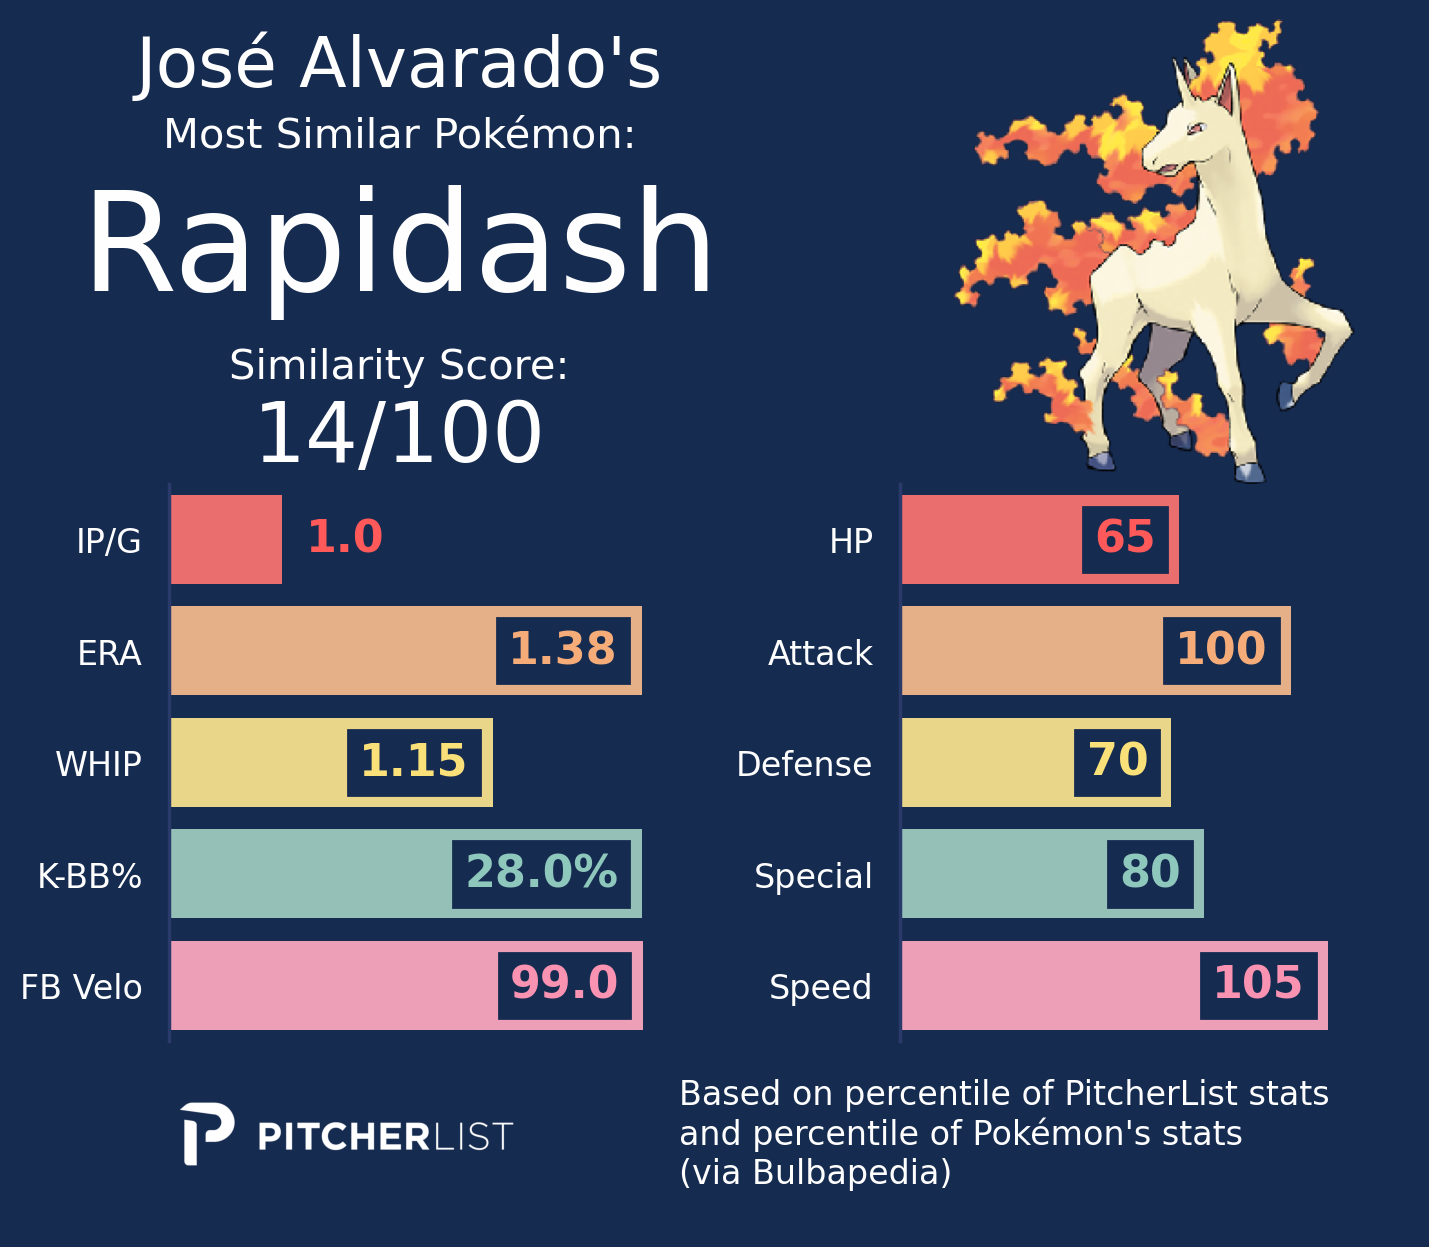 José Alvarado's
Most Similar Pokémon:
Rapidash
Similarity Score:
14/100
IP/G 1.0
ERA 1.38
WHIP 1.15
K-BB% 28.0%
FB Velo 99.0
HP 65
Attack 100
Defense 70
Special 80
Speed 105
PITCHERLIST
Based on percentile of PitcherList stats
and percentile of Pokémon's stats
(via Bulbapedia)